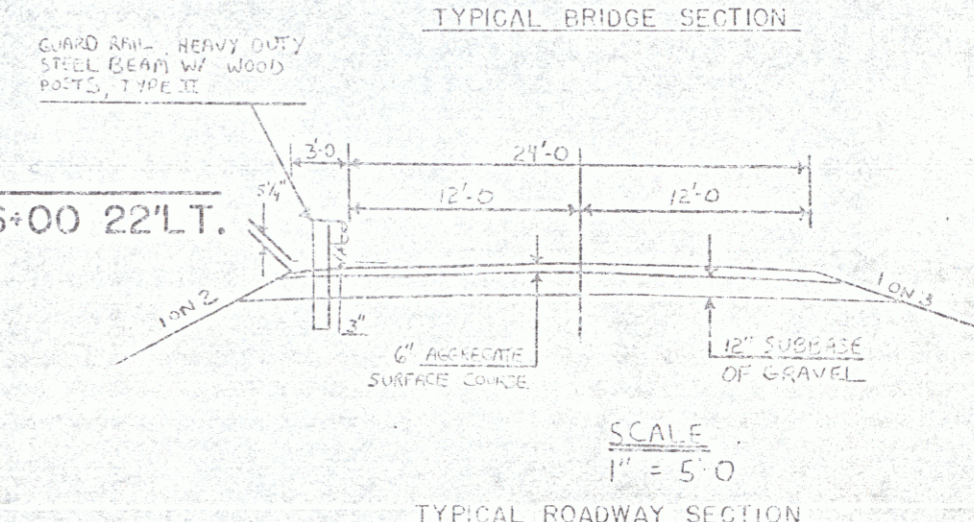 TYPICAL BRIDGE SECTION
GUARD RAIL, HEAVY DUTY
STEEL BEAM W/ WOOD
POSTS, TYPE II
3'-0
24'-0
5¼"
12'-0
12'-0
+00 22'LT.
1 ON 2
1 ON 3
3"
6" AGGREGATE
SURFACE COURSE
12" SUBBASE
OF GRAVEL
SCALE
1" = 5'-0
TYPICAL ROADWAY SECTION